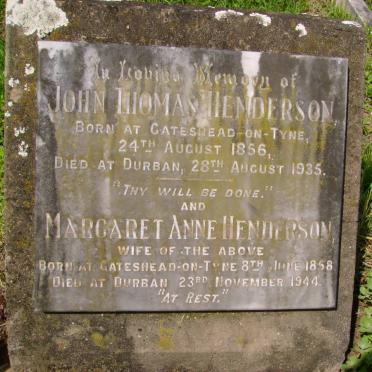 In Loving Memory of
JOHN THOMAS HENDERSON,
BORN AT GATESHEAD-ON-TYNE,
24TH AUGUST 1856,
DIED AT DURBAN, 28TH AUGUST 1935.
"THY WILL BE DONE."
AND
MARGARET ANNE HENDERSON,
WIFE OF THE ABOVE
BORN AT GATESHEAD-ON-TYNE 8TH JUNE 1858
DIED AT DURBAN 23RD NOVEMBER 1944.
"AT REST."